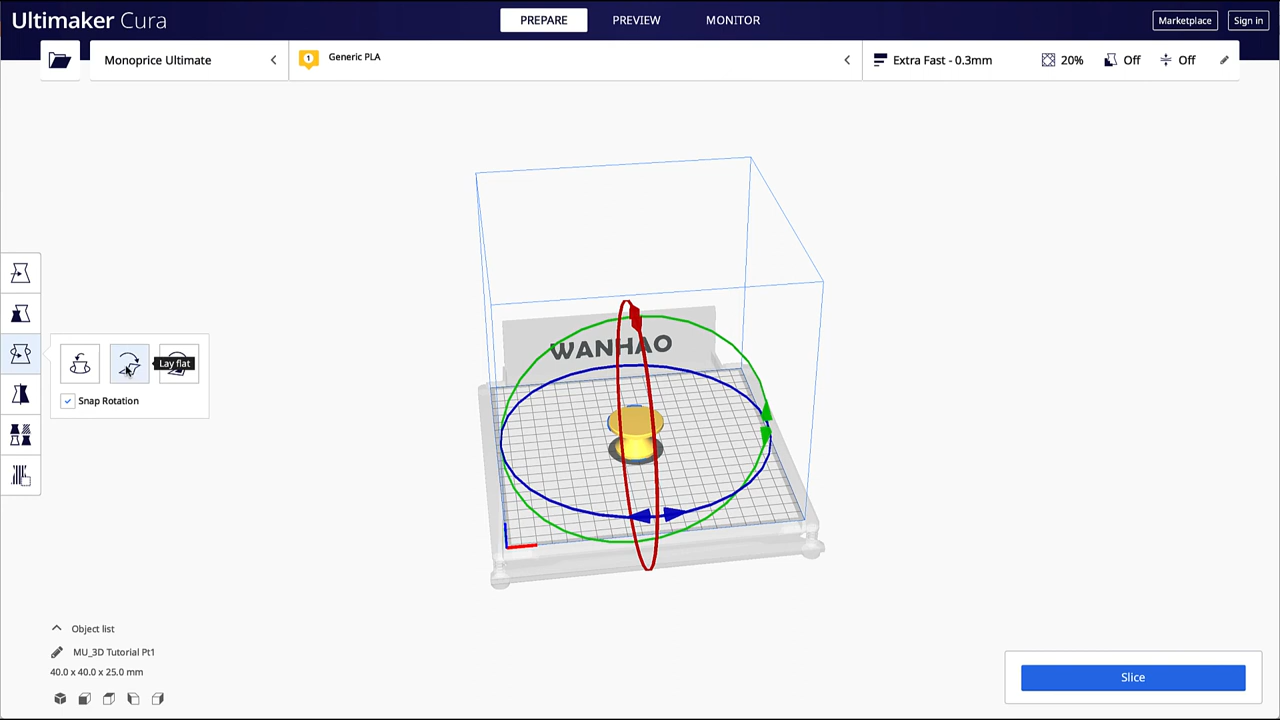 Ultimaker Cura
PREPARE
PREVIEW
MONITOR
Marketplace
Sign in
Monoprice Ultimate
1
Generic PLA
Extra Fast - 0.3mm
20%
Off
Off
WANHAO
Lay flat
Snap Rotation
Object list
MU_3D Tutorial Pt1
40.0 x 40.0 x 25.0 mm
Slice